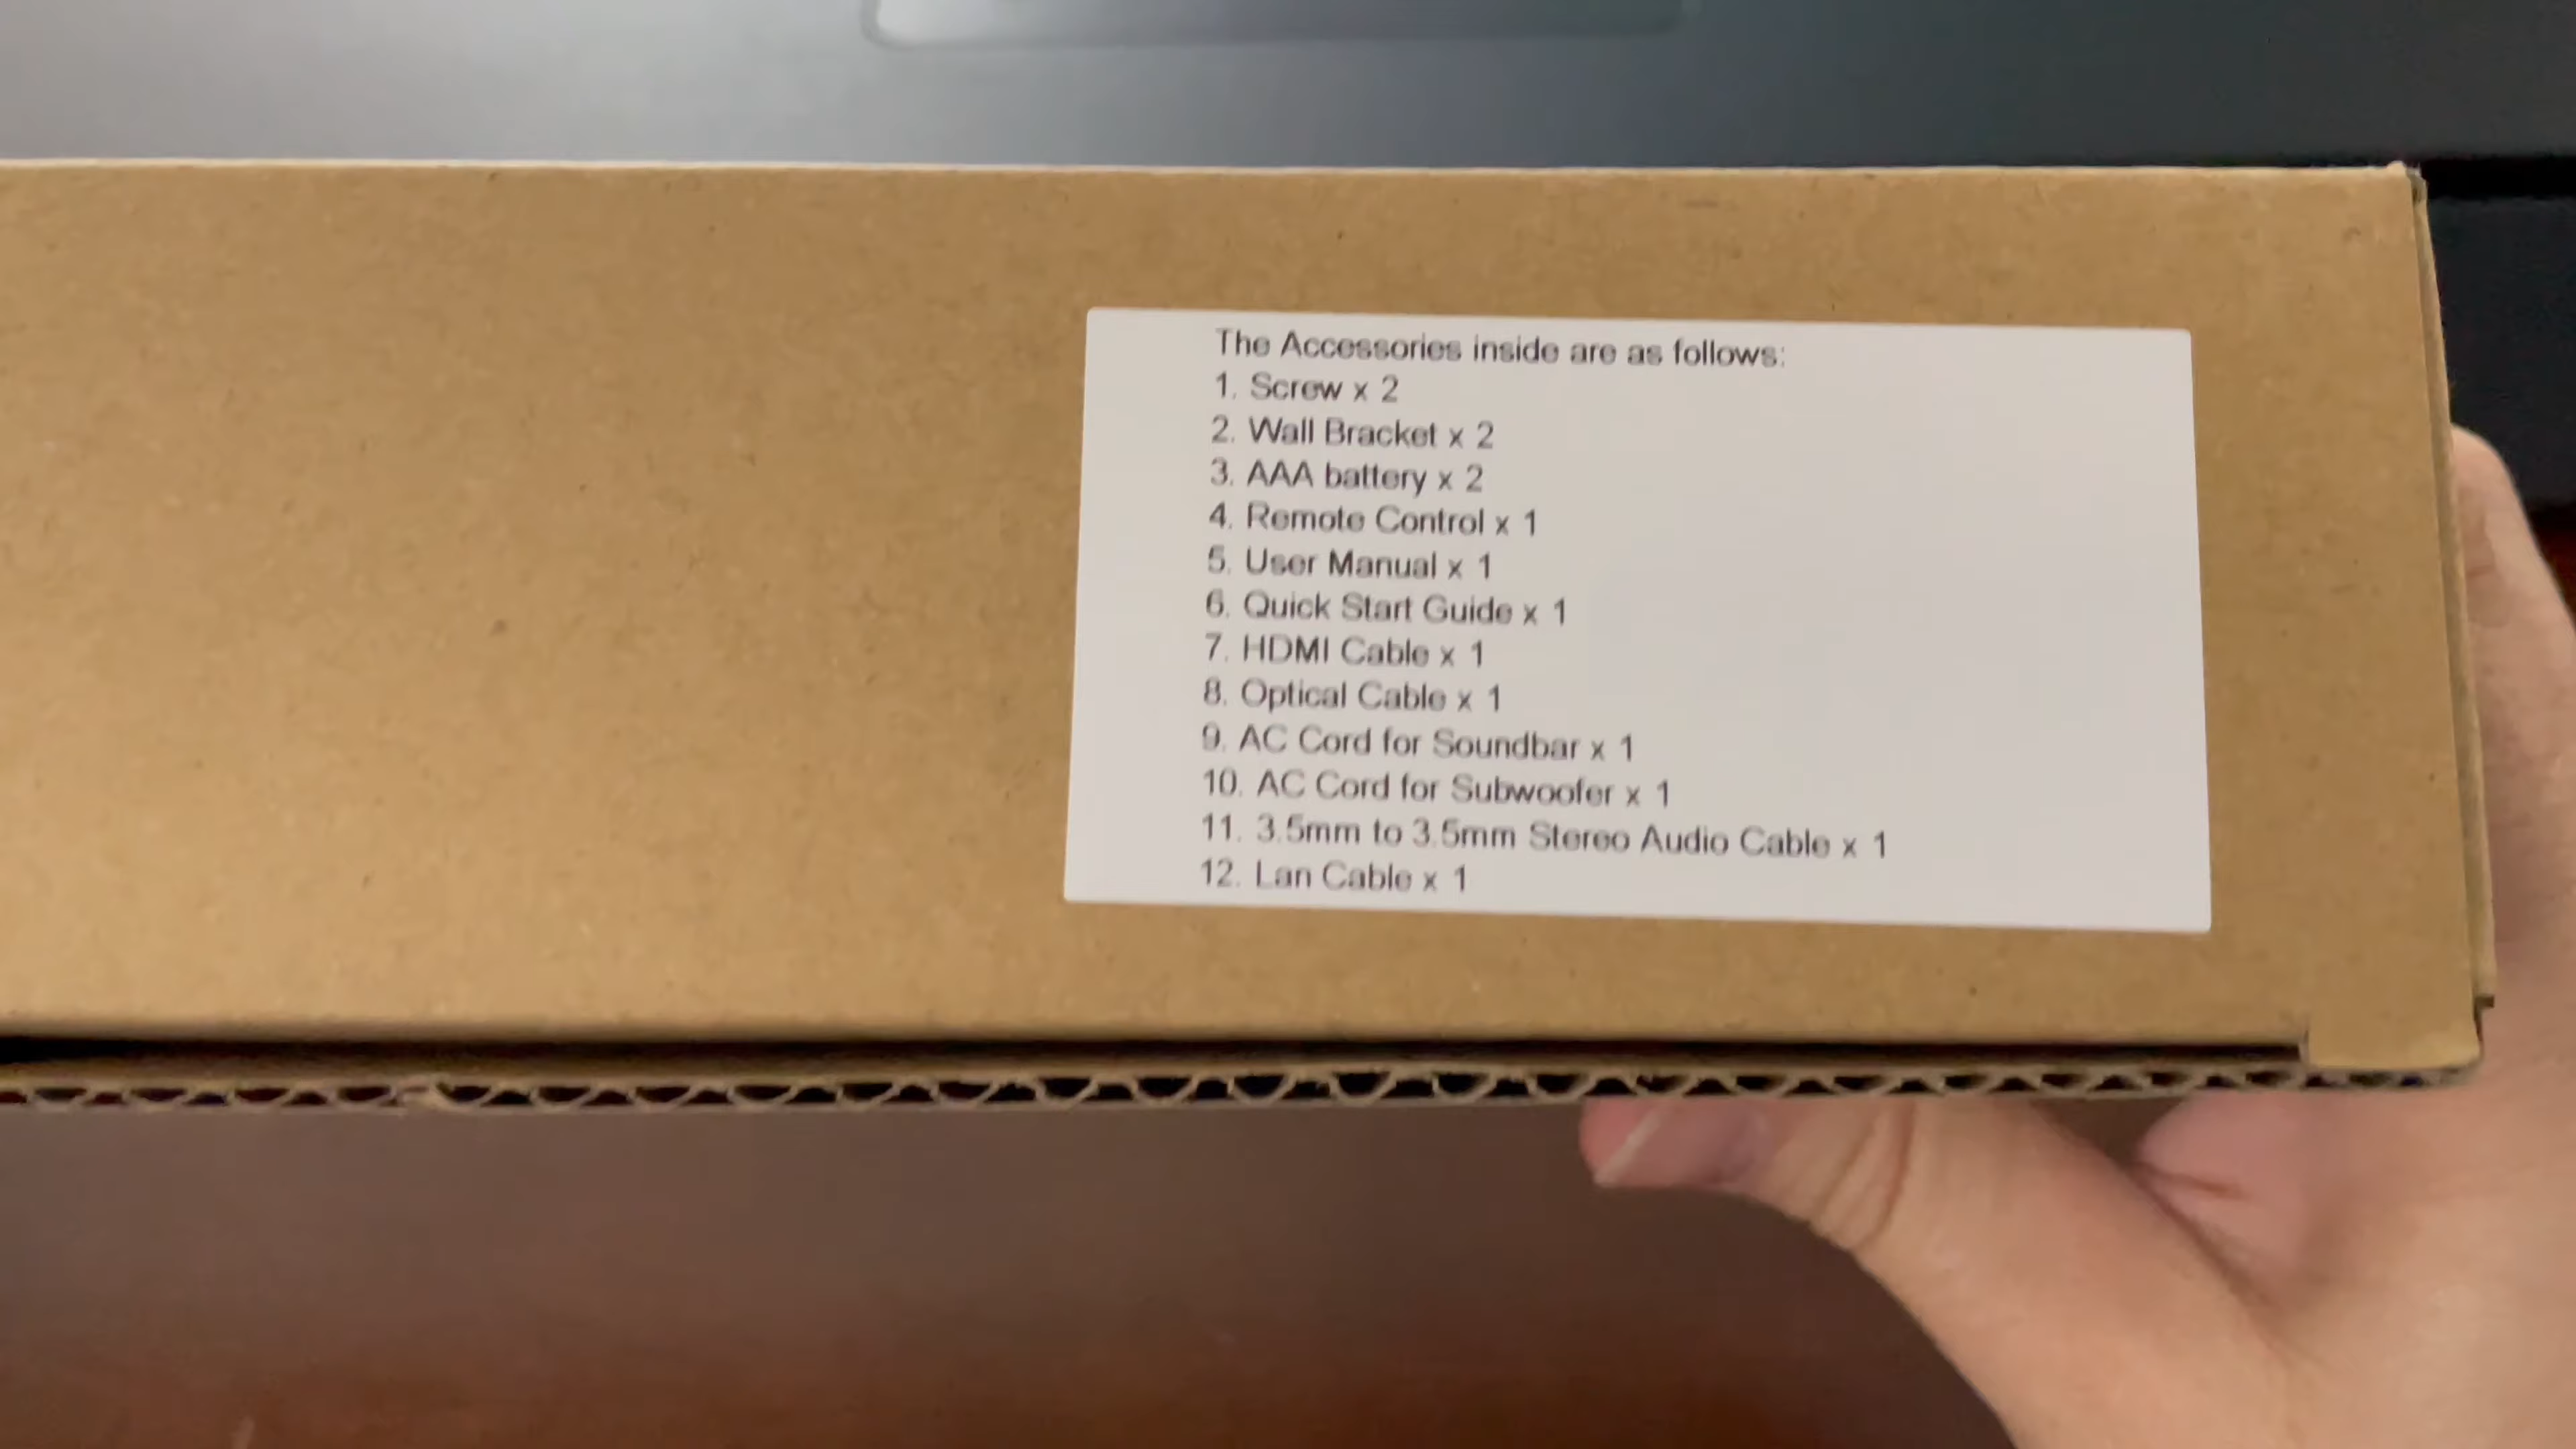 The Accessories inside are as follows:
1. Screw x 2
2. Wall Bracket x 2
3. AAA battery x 2
4. Remote Control x 1
5. User Manual x 1
6. Quick Start Guide x 1
7. HDMI Cable x 1
8. Optical Cable x 1
9. AC Cord for Soundbar x 1
10. AC Cord for Subwoofer x 1
11. 3.5mm to 3.5mm Stereo Audio Cable x 1
12. Lan Cable x 1